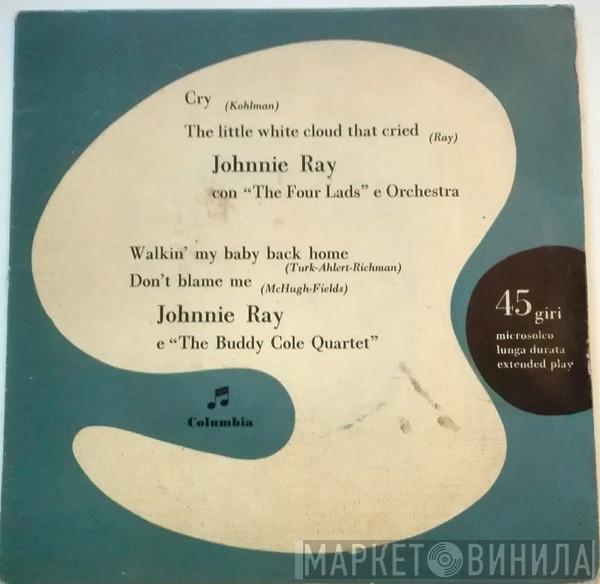 Cry (Kohlman)
The little white cloud that cried (Ray)
Johnnie Ray
con “The Four Lads” e Orchestra
Walkin’ my baby back home
(Turk-Ahlert-Richman)
Don’t blame me (McHugh-Fields)
Johnnie Ray
e “The Buddy Cole Quartet”
45 giri
microsolco
lunga durata
extended play
Columbia
МАРКЕТ ВИНИЛА